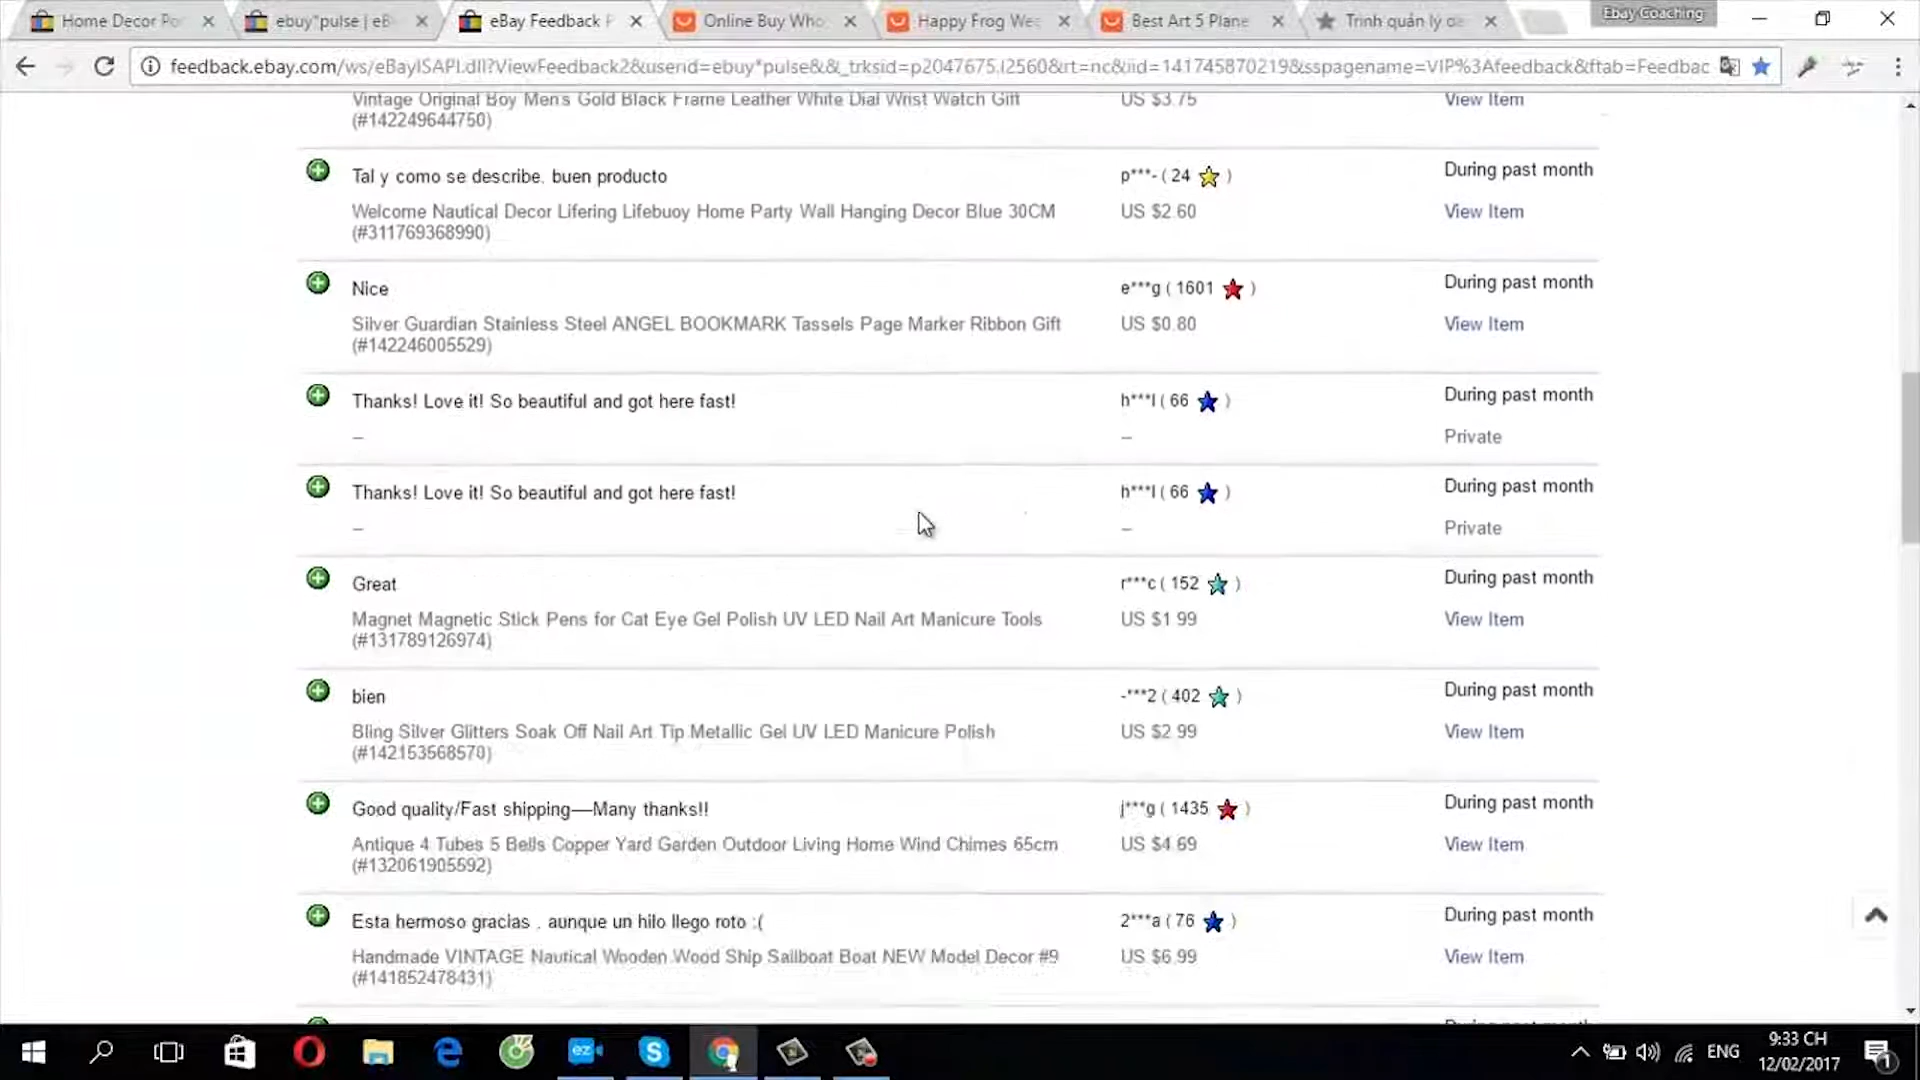 Home Decor Po
ebuy*pulse | eB
eBay Feedback P
Online Buy Who
Happy Frog Wed
Best Art 5 Plane
Trình quản lý dấ
Ebay Coaching
feedback.ebay.com/ws/eBayISAPI.dll?ViewFeedback2&userid=ebuy*pulse&&_trksid=p2047675.l2560&rt=nc&iid=141745870219&sspagename=VIP%3Afeedback&ftab=Feedbac
Vintage Original Boy Men's Gold Black Frame Leather White Dial Wrist Watch Gift US $3.75 View Item
(#142249644750)
Tal y como se describe. buen producto p***- ( 24 ) During past month
Welcome Nautical Decor Lifering Lifebuoy Home Party Wall Hanging Decor Blue 30CM US $2.60 View Item
(#311769368990)
Nice e***g ( 1601 ) During past month
Silver Guardian Stainless Steel ANGEL BOOKMARK Tassels Page Marker Ribbon Gift US $0.80 View Item
(#142246005529)
Thanks! Love it! So beautiful and got here fast! h***l ( 66 ) During past month
-- -- Private
Thanks! Love it! So beautiful and got here fast! h***l ( 66 ) During past month
-- -- Private
Great r***c ( 152 ) During past month
Magnet Magnetic Stick Pens for Cat Eye Gel Polish UV LED Nail Art Manicure Tools US $1.99 View Item
(#131789126974)
bien -***2 ( 402 ) During past month
Bling Silver Glitters Soak Off Nail Art Tip Metallic Gel UV LED Manicure Polish US $2.99 View Item
(#142153568570)
Good quality/Fast shipping—Many thanks!! j***g ( 1435 ) During past month
Antique 4 Tubes 5 Bells Copper Yard Garden Outdoor Living Home Wind Chimes 65cm US $4.69 View Item
(#132061905592)
Esta hermoso gracias . aunque un hilo llego roto :( 2***a ( 76 ) During past month
Handmade VINTAGE Nautical Wooden Wood Ship Sailboat Boat NEW Model Decor #9 US $6.99 View Item
(#141852478431)
ez
ENG
9:33 CH
12/02/2017
1